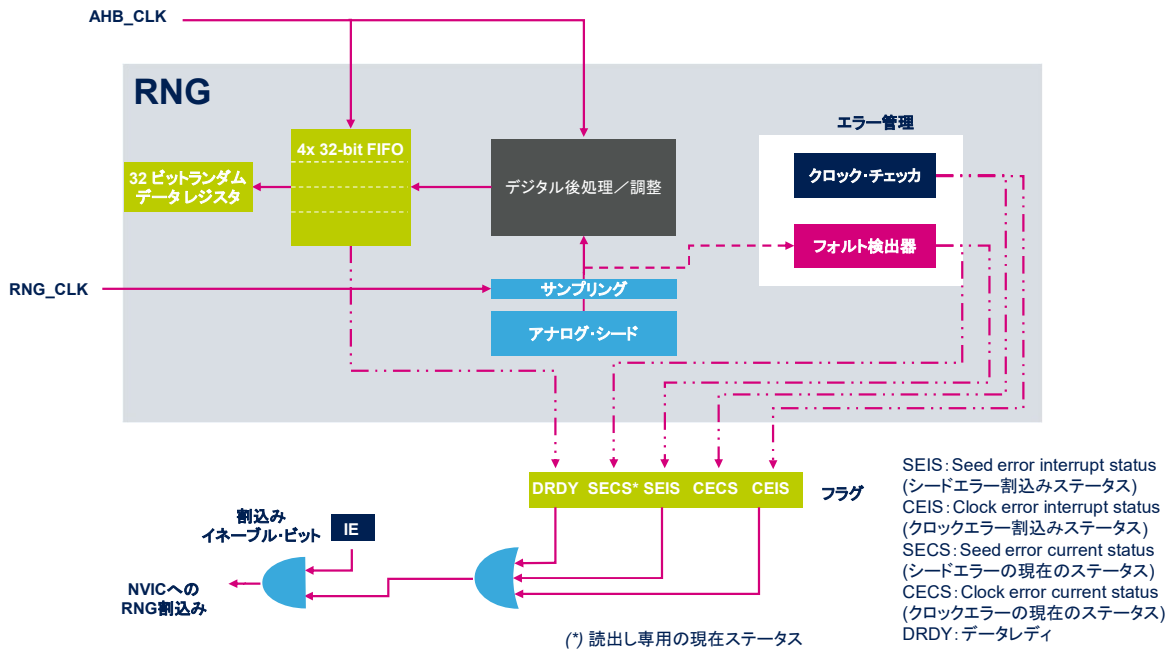 AHB_CLK
RNG
エラー管理
4x 32-bit FIFO
クロック・チェッカ
32 ビットランダム
データレジスタ
デジタル後処理／調整
フォルト検出器
RNG_CLK
サンプリング
アナログ・シード
DRDY SECS* SEIS CECS CEIS
フラグ
SEIS：Seed error interrupt status
(シードエラー割込みステータス)
CEIS：Clock error interrupt status
(クロックエラー割込みステータス)
SECS：Seed error current status
(シードエラーの現在のステータス)
CECS：Clock error current status
(クロックエラーの現在のステータス)
DRDY：データレディ
割込み
イネーブル・ビット
IE
NVICへの
RNG割込み
(*) 読出し専用の現在ステータス